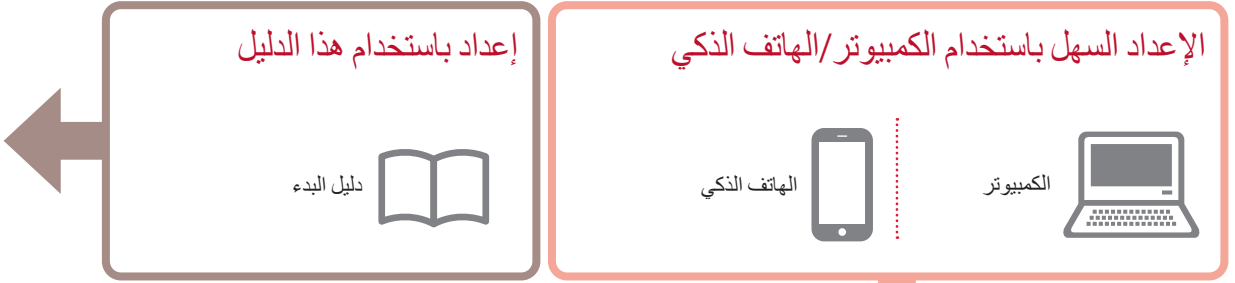 الإعداد السهل باستخدام الكمبيوتر/الهاتف الذكي
الكمبيوتر
الهاتف الذكي
إعداد باستخدام هذا الدليل
دليل البدء